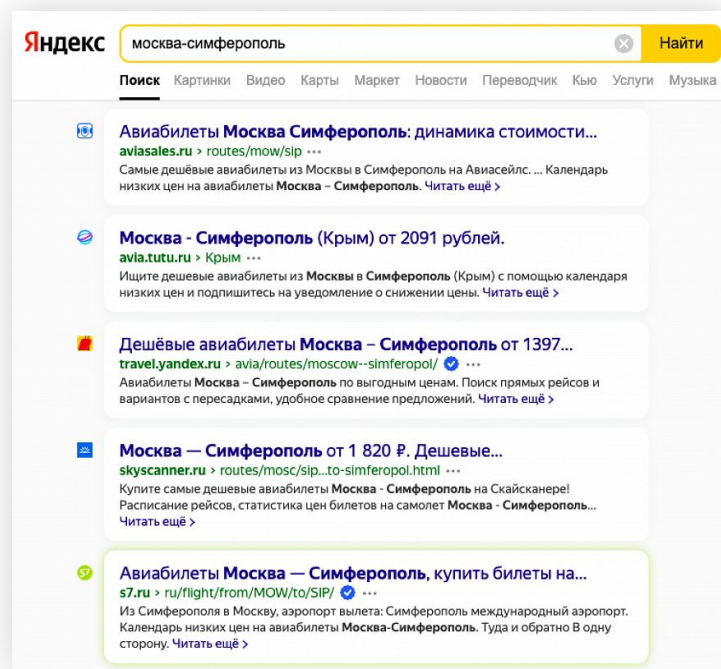 Яндекс
москва-симферополь
Найти
Поиск Картинки Видео Карты Маркет Новости Переводчик Кью Услуги Музыка
Авиабилеты Москва Симферополь: динамика стоимости...
aviasales.ru › routes/mow/sip ···
Самые дешёвые авиабилеты из Москвы в Симферополь на Авиасейлс. ... Календарь
низких цен на авиабилеты Москва – Симферополь. Читать ещё ›
Москва - Симферополь (Крым) от 2091 рублей.
avia.tutu.ru › Крым ···
Ищите дешевые авиабилеты из Москвы в Симферополь (Крым) с помощью календаря
низких цен и подпишитесь на уведомление о снижении цены. Читать ещё ›
Дешёвые авиабилеты Москва – Симферополь от 1397...
travel.yandex.ru › avia/routes/moscow--simferopol/ ···
Авиабилеты Москва – Симферополь по выгодным ценам. Поиск прямых рейсов и
вариантов с пересадками, удобное сравнение предложений. Читать ещё ›
Москва — Симферополь от 1 820 ₽. Дешевые...
skyscanner.ru › routes/mosc/sip...to-simferopol.html ···
Купите самые дешевые авиабилеты Москва - Симферополь на Скайсканере!
Расписание рейсов, статистика цен билетов на самолет Москва - Симферополь...
Читать ещё ›
S7
Авиабилеты Москва — Симферополь, купить билеты на...
s7.ru › ru/flight/from/MOW/to/SIP/ ···
Из Симферополя в Москву, аэропорт вылета: Симферополь международный аэропорт.
Календарь низких цен на авиабилеты Москва-Симферополь. Туда и обратно В одну
сторону. Читать ещё ›